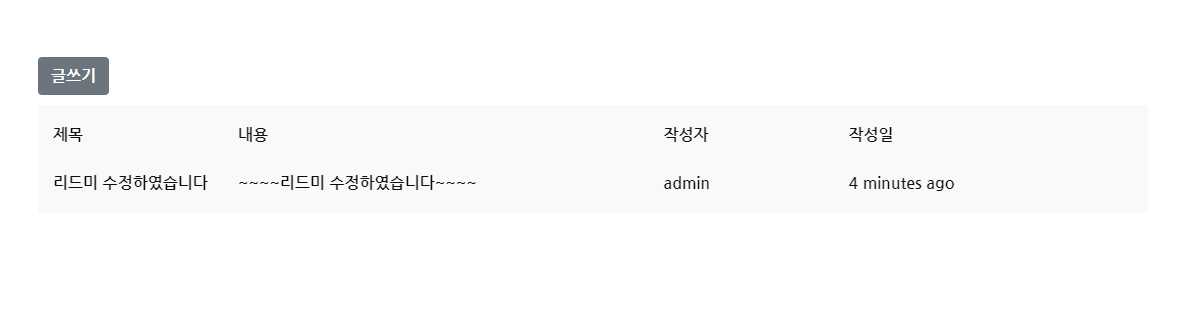 글쓰기
제목 내용 작성자 작성일
리드미 수정하였습니다 ~~~~리드미 수정하였습니다~~~~ admin 4 minutes ago